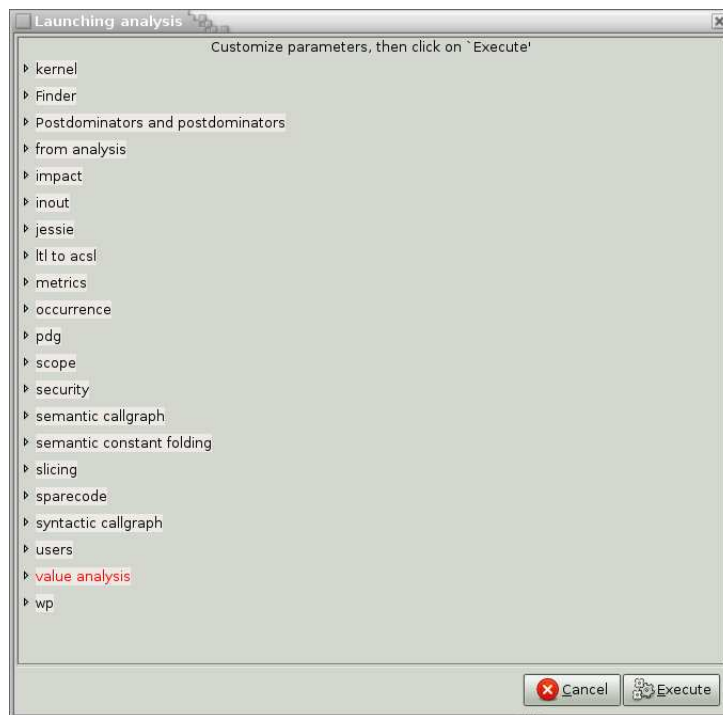 Launching analysis
Customize parameters, then click on `Execute'
kernel
Finder
Postdominators and postdominators
from analysis
impact
inout
jessie
ltl to acsl
metrics
occurrence
pdg
scope
security
semantic callgraph
semantic constant folding
slicing
sparecode
syntactic callgraph
users
value analysis
wp
Cancel Execute